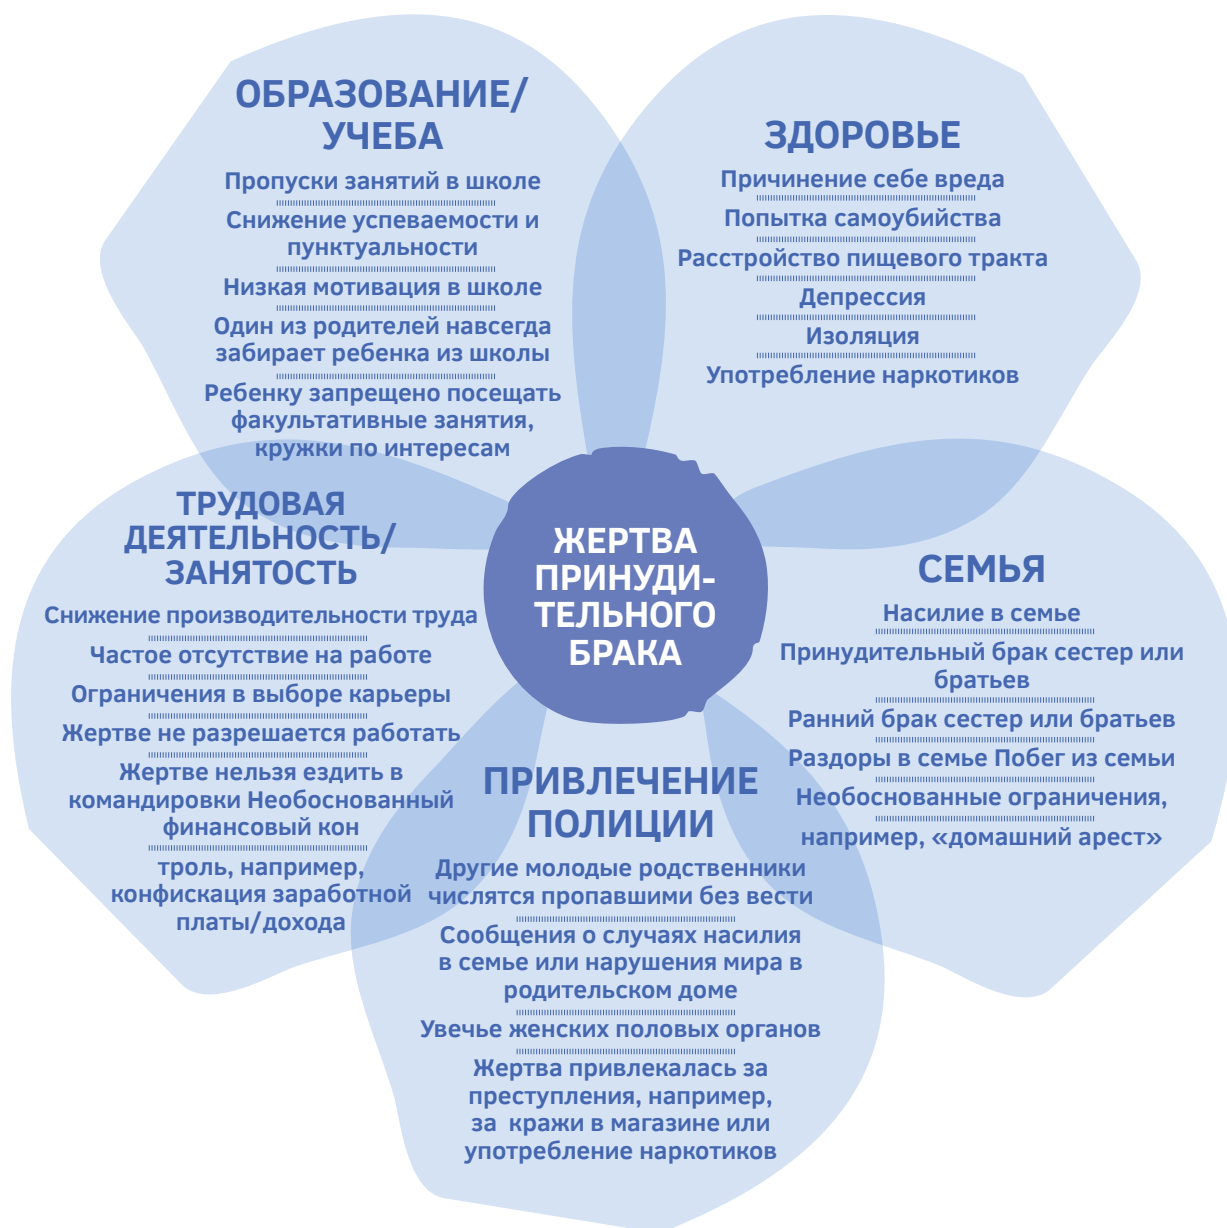 ОБРАЗОВАНИЕ/
УЧЕБА
Пропуски занятий в школе
Снижение успеваемости и
пунктуальности
Низкая мотивация в школе
Один из родителей навсегда
забирает ребенка из школы
Ребенку запрещено посещать
факультативные занятия,
кружки по интересам
ЗДОРОВЬЕ
Причинение себе вреда
Попытка самоубийства
Расстройство пищевого тракта
Депрессия
Изоляция
Употребление наркотиков
ТРУДОВАЯ
ДЕЯТЕЛЬНОСТЬ/
ЗАНЯТОСТЬ
Снижение производительности труда
Частое отсутствие на работе
Ограничения в выборе карьеры
Жертве не разрешается работать
Жертве нельзя ездить в
командировки Необоснованный
финансовый кон
троль, например,
конфискация заработной
платы/дохода
ЖЕРТВА
ПРИНУДИ-
ТЕЛЬНОГО
БРАКА
СЕМЬЯ
Насилие в семье
Принудительный брак сестер или
братьев
Ранний брак сестер или братьев
Раздоры в семье Побег из семьи
Необоснованные ограничения,
например, «домашний арест»
ПРИВЛЕЧЕНИЕ
ПОЛИЦИИ
Другие молодые родственники
числятся пропавшими без вести
Сообщения о случаях насилия
в семье или нарушения мира в
родительском доме
Увечье женских половых органов
Жертва привлекалась за
преступления, например,
за кражи в магазине или
употребление наркотиков